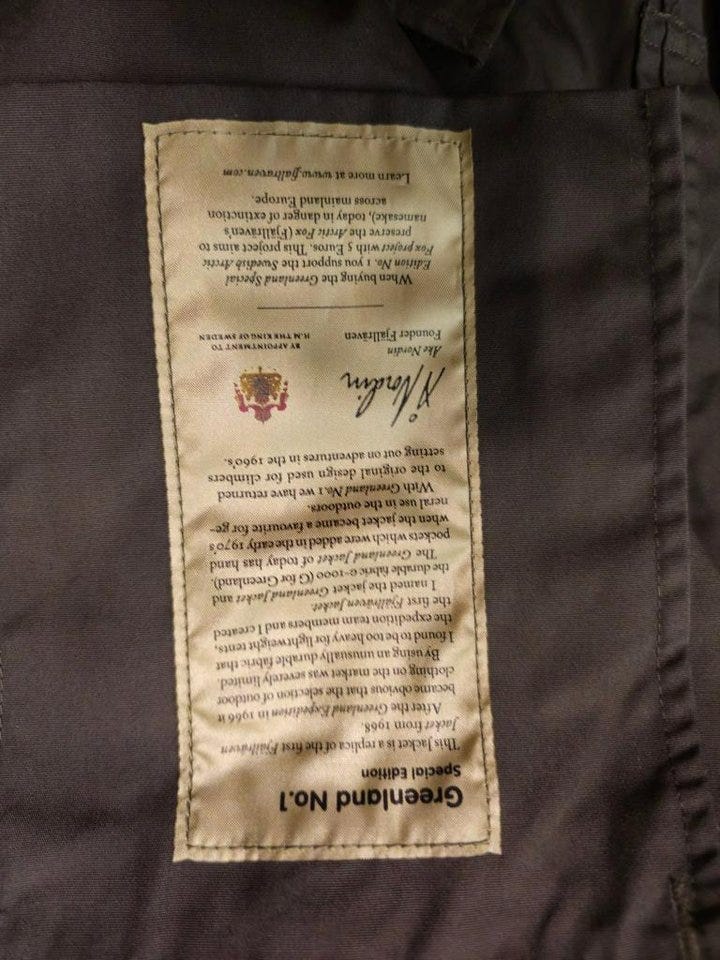 Greenland No.1
Special Edition
This Jacket is a replica of the first Fjällräven
Jacket from 1968.
After the Greenland Expedition in 1966 it
became obvious that the selection of outdoor
clothing on the market was severely limited.
By using an unusually durable fabric that
I found to be too heavy for lightweight tents,
the expedition team members and I created
the first Fjällräven Jacket.
I named the jacket Greenland Jacket and
the durable fabric G-1000 (G for Greenland).
The Greenland Jacket of today has hand
pockets which were added in the early 1970's
when the jacket became a favourite for ge-
neral use in the outdoors.
With Greenland No.1 we have returned
to the original design used for climbers
setting out on adventures in the 1960's.
Å Nordin
Åke Nordin
Founder Fjällräven
BY APPOINTMENT TO
H.M THE KING OF SWEDEN
When buying the Greenland Special
Edition No. 1 you support the Swedish Arctic
Fox project with 5 Euros. This project aims to
preserve the Arctic Fox (Fjällräven's
namesake), today in danger of extinction
across mainland Europe.
Learn more at www.fjallraven.com